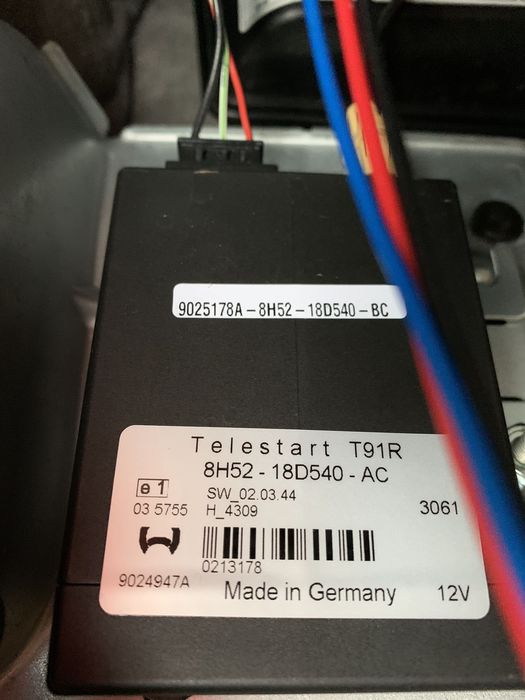 9025178A-8H52-18D540-BC
Telestart T91R
8H52-18D540-AC
e1
SW_02.03.44
03 5755
H_4309
3061
0213178
9024947A
Made in Germany
12V